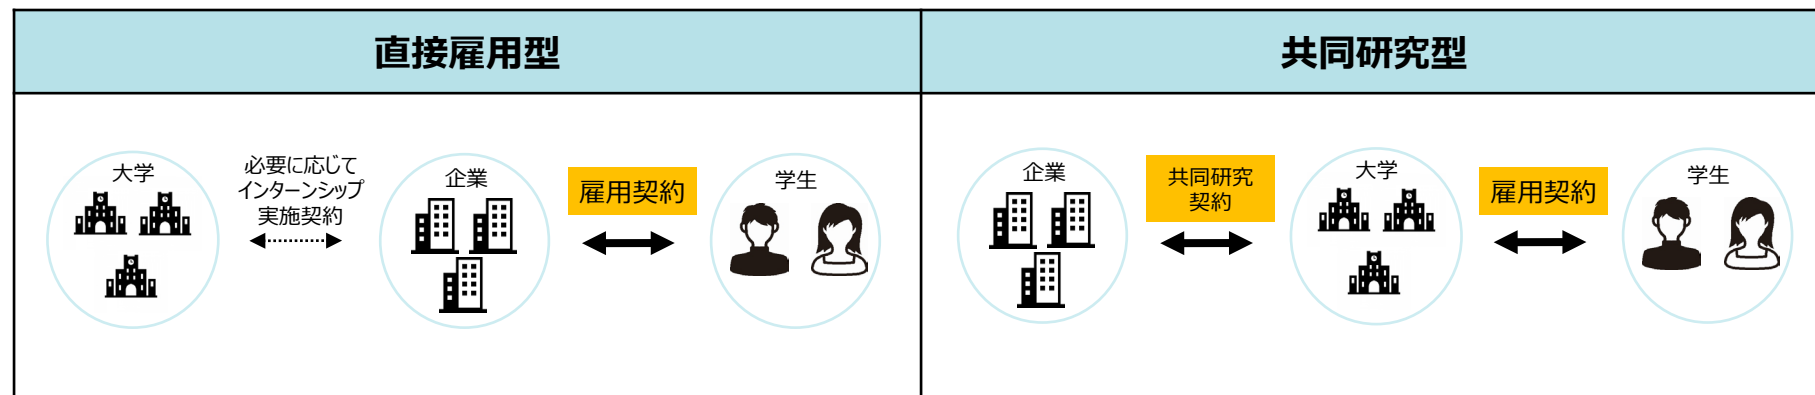 直接雇用型
共同研究型
大学
必要に応じて
インターンシップ
実施契約
企業
雇用契約
学生
企業
共同研究
契約
大学
雇用契約
学生